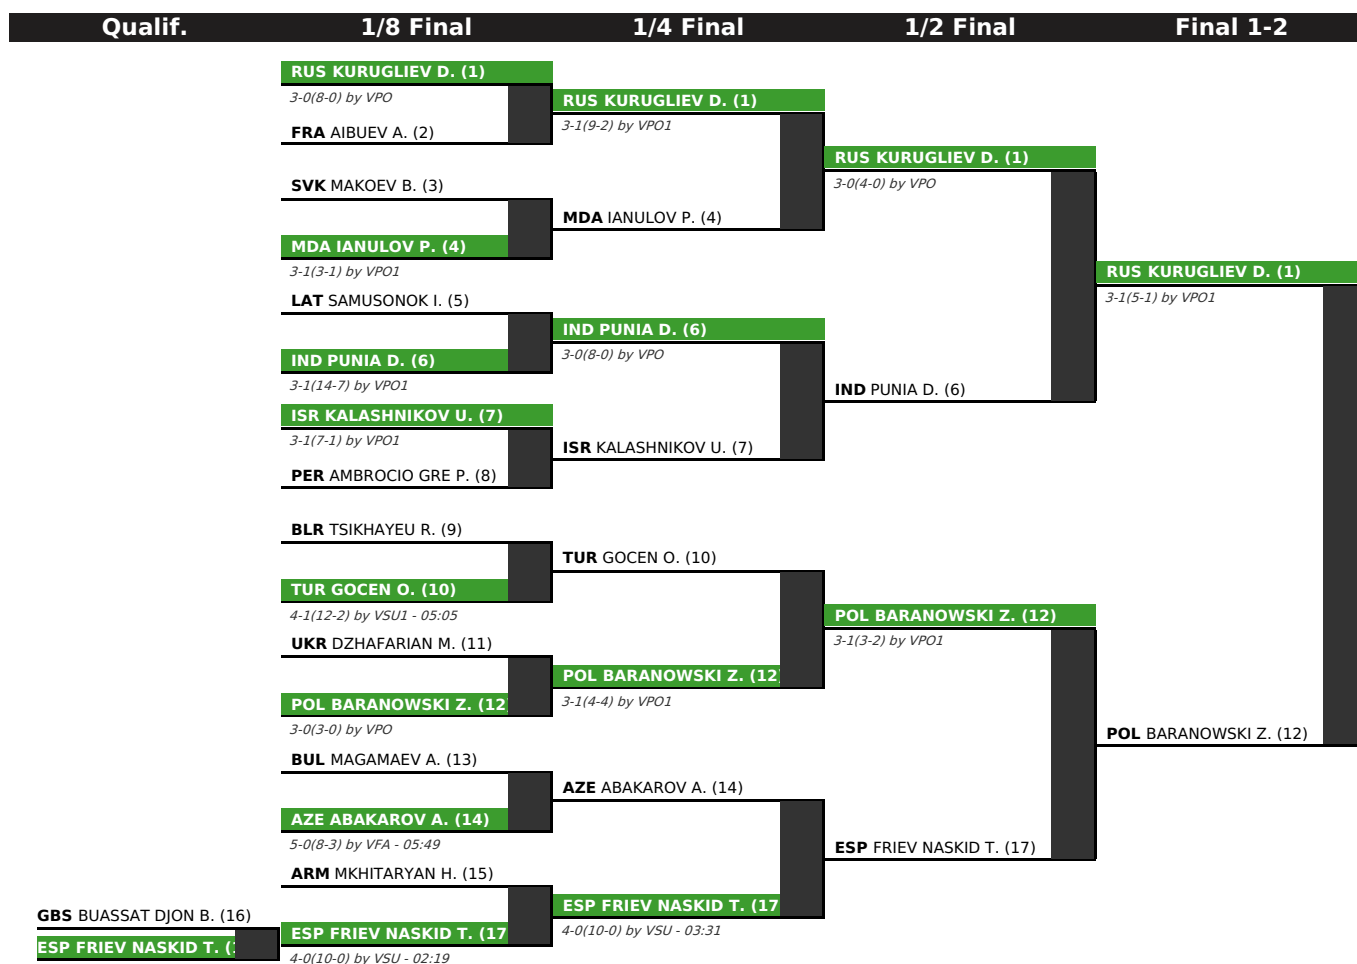 Qualif.
1/8 Final
1/4 Final
1/2 Final
Final 1-2
RUS KURUGLIEV D. (1)
3-0(8-0) by VPO
FRA AIBUEV A. (2)
SVK MAKOEV B. (3)
MDA IANULOV P. (4)
3-1(3-1) by VPO1
LAT SAMUSONOK I. (5)
IND PUNIA D. (6)
3-1(14-7) by VPO1
ISR KALASHNIKOV U. (7)
3-1(7-1) by VPO1
PER AMBROCIO GRE P. (8)
BLR TSIKHAYEU R. (9)
TUR GOCEN O. (10)
4-1(12-2) by VSU1 - 05:05
UKR DZHAFARIAN M. (11)
POL BARANOWSKI Z. (12
3-0(3-0) by VPO
BUL MAGAMAEV A. (13)
AZE ABAKAROV A. (14)
5-0(8-3) by VFA - 05:49
ARM MKHITARYAN H. (15)
GBS BUASSAT DJON B. (16)
ESP FRIEV NASKID T. (
ESP FRIEV NASKID T. (17
4-0(10-0) by VSU - 02:19
RUS KURUGLIEV D. (1)
3-1(9-2) by VPO1
MDA IANULOV P. (4)
IND PUNIA D. (6)
3-0(8-0) by VPO
ISR KALASHNIKOV U. (7)
TUR GOCEN O. (10)
POL BARANOWSKI Z. (12
3-1(4-4) by VPO1
AZE ABAKAROV A. (14)
ESP FRIEV NASKID T. (17
4-0(10-0) by VSU - 03:31
RUS KURUGLIEV D. (1)
3-0(4-0) by VPO
IND PUNIA D. (6)
POL BARANOWSKI Z. (12)
3-1(3-2) by VPO1
ESP FRIEV NASKID T. (17)
RUS KURUGLIEV D. (1)
3-1(5-1) by VPO1
POL BARANOWSKI Z. (12)